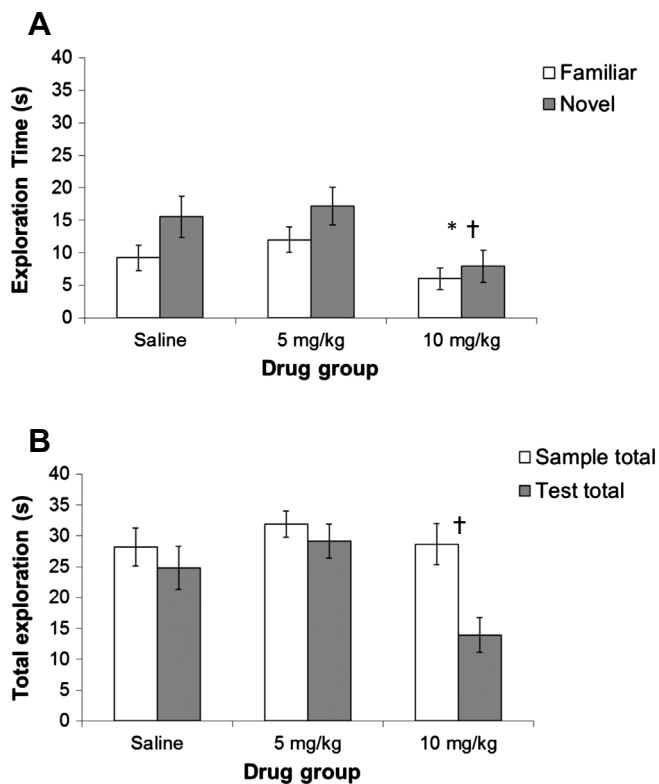 A
Exploration Time (s)
40
35
30
25
20
15
10
5
0
Familiar
Novel
* †
Saline
5 mg/kg
10 mg/kg
Drug group
B
Total exploration (s)
40
35
30
25
20
15
10
5
0
Sample total
Test total
†
Saline
5 mg/kg
10 mg/kg
Drug group